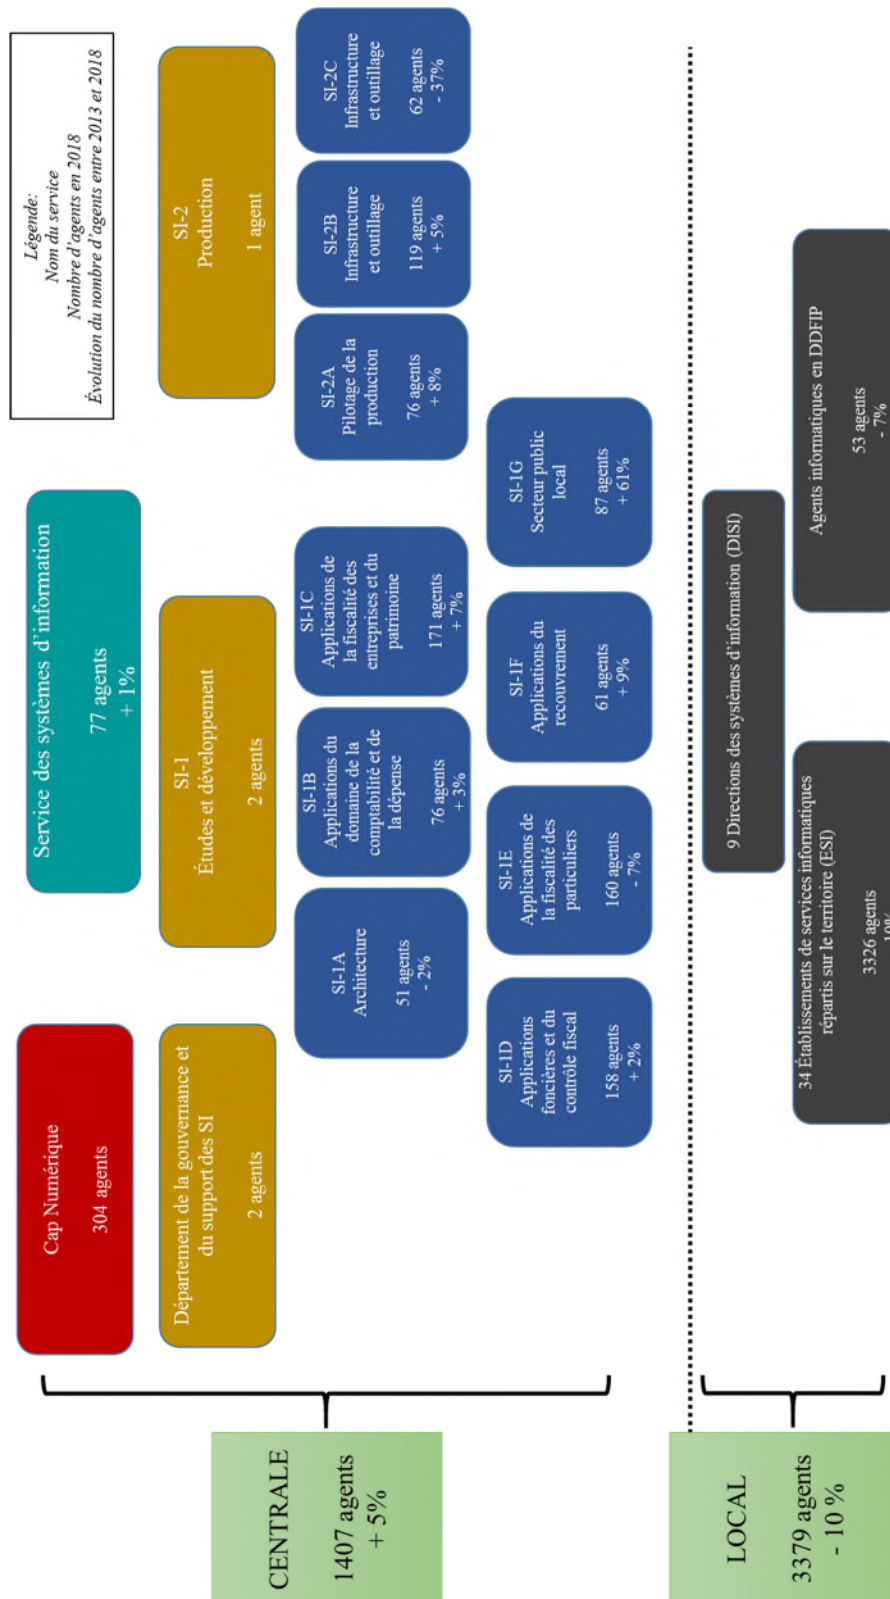 Légende:
Nom du service
Nombre d'agents en 2018
Évolution du nombre d'agents entre 2013 et 2018
Cap Numérique
304 agents
Service des systèmes d'information
77 agents
+ 1%
Département de la gouvernance et
du support des SI
2 agents
SI-1
Études et développement
2 agents
SI-2
Production
1 agent
SI-1A
Architecture
51 agents
- 2%
SI-1B
Applications du
domaine de la
comptabilité et de
la dépense
76 agents
+ 3%
SI-1C
Applications de
la fiscalité des
entreprises et du
patrimoine
171 agents
+ 7%
SI-2A
Pilotage de la
production
76 agents
+ 8%
SI-2B
Infrastructure
et outillage
119 agents
+ 5%
SI-2C
Infrastructure
et outillage
62 agents
- 37%
SI-1D
Applications
foncières et du
contrôle fiscal
158 agents
+ 2%
SI-1E
Applications de
la fiscalité des
particuliers
160 agents
- 7%
SI-1F
Applications du
recouvrement
61 agents
+ 9%
SI-1G
Secteur public
local
87 agents
+ 61%
CENTRALE
1407 agents
+ 5%
9 Directions des systèmes d'information (DISI)
34 Établissements de services informatiques
répartis sur le territoire (ESI)
3326 agents
Agents informatiques en DDFIP
53 agents
- 7%
LOCAL
3379 agents
- 10 %